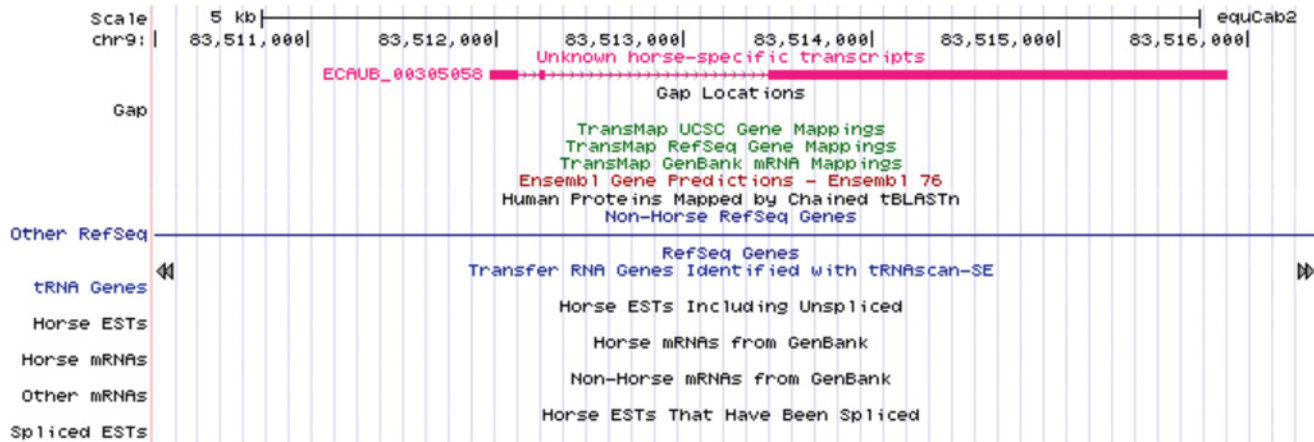 Scale 5 kb equCab2
chr9: 83,511,000 83,512,000 83,513,000 83,514,000 83,515,000 83,516,000
Unknown horse-specific transcripts
ECAUB_00305058
Gap Locations
Gap
TransMap UCSC Gene Mappings
TransMap RefSeq Gene Mappings
TransMap GenBank mRNA Mappings
Ensembl Gene Predictions - Ensembl 76
Human Proteins Mapped by Chained tBLASTn
Non-Horse RefSeq Genes
Other RefSeq
RefSeq Genes
Transfer RNA Genes Identified with tRNAscan-SE
tRNA Genes
Horse ESTs Including Unspliced
Horse ESTs
Horse mRNAs from GenBank
Horse mRNAs
Non-Horse mRNAs from GenBank
Other mRNAs
Horse ESTs That Have Been Spliced
Spliced ESTs